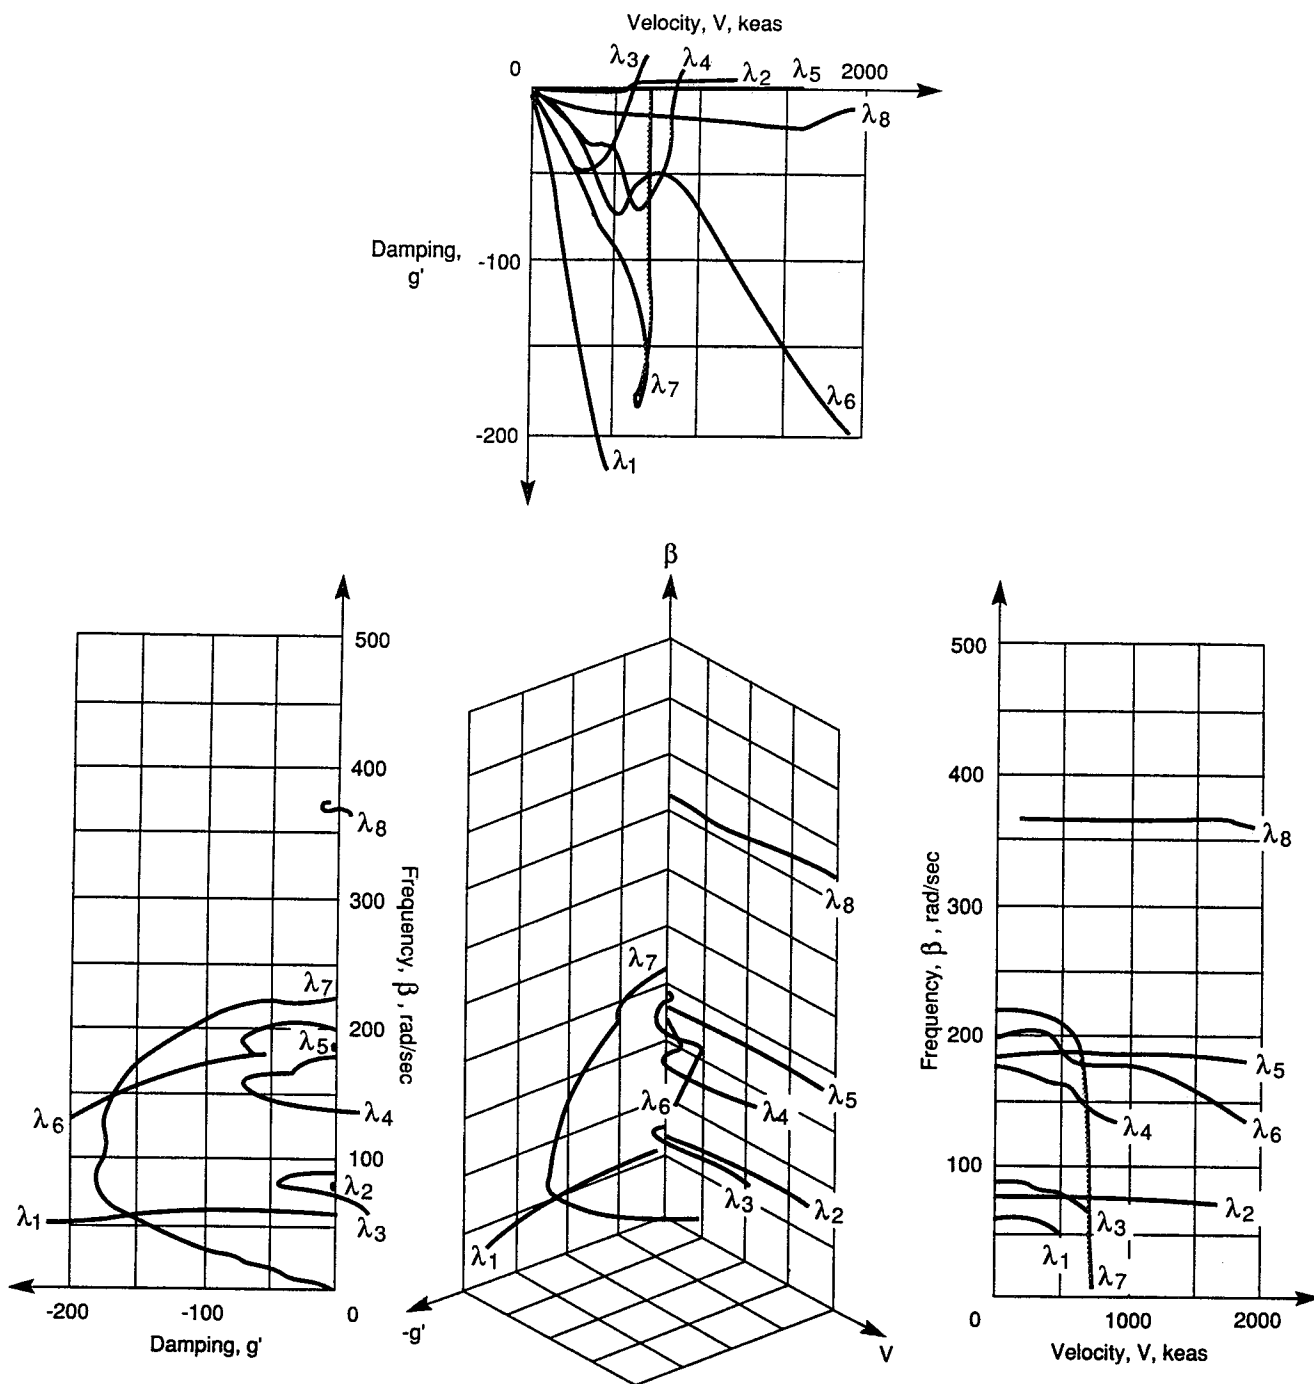 Velocity, V, keas
0
λ3
λ4
λ2
λ5
2000
λ8
Damping,
g'
-100
-200
λ7
λ6
λ1
β
500
400
λ8
300
Frequency, β, rad/sec
λ7
200
λ5
λ6
λ4
100
λ2
λ1
λ3
-200
-100
0
Damping, g'
λ8
λ7
λ6
λ4
λ5
λ3
λ2
λ1
-g'
V
500
400
λ8
Frequency, β, rad/sec
300
200
λ5
λ4
λ6
100
λ2
λ3
λ1
λ7
0
1000
2000
Velocity, V, keas